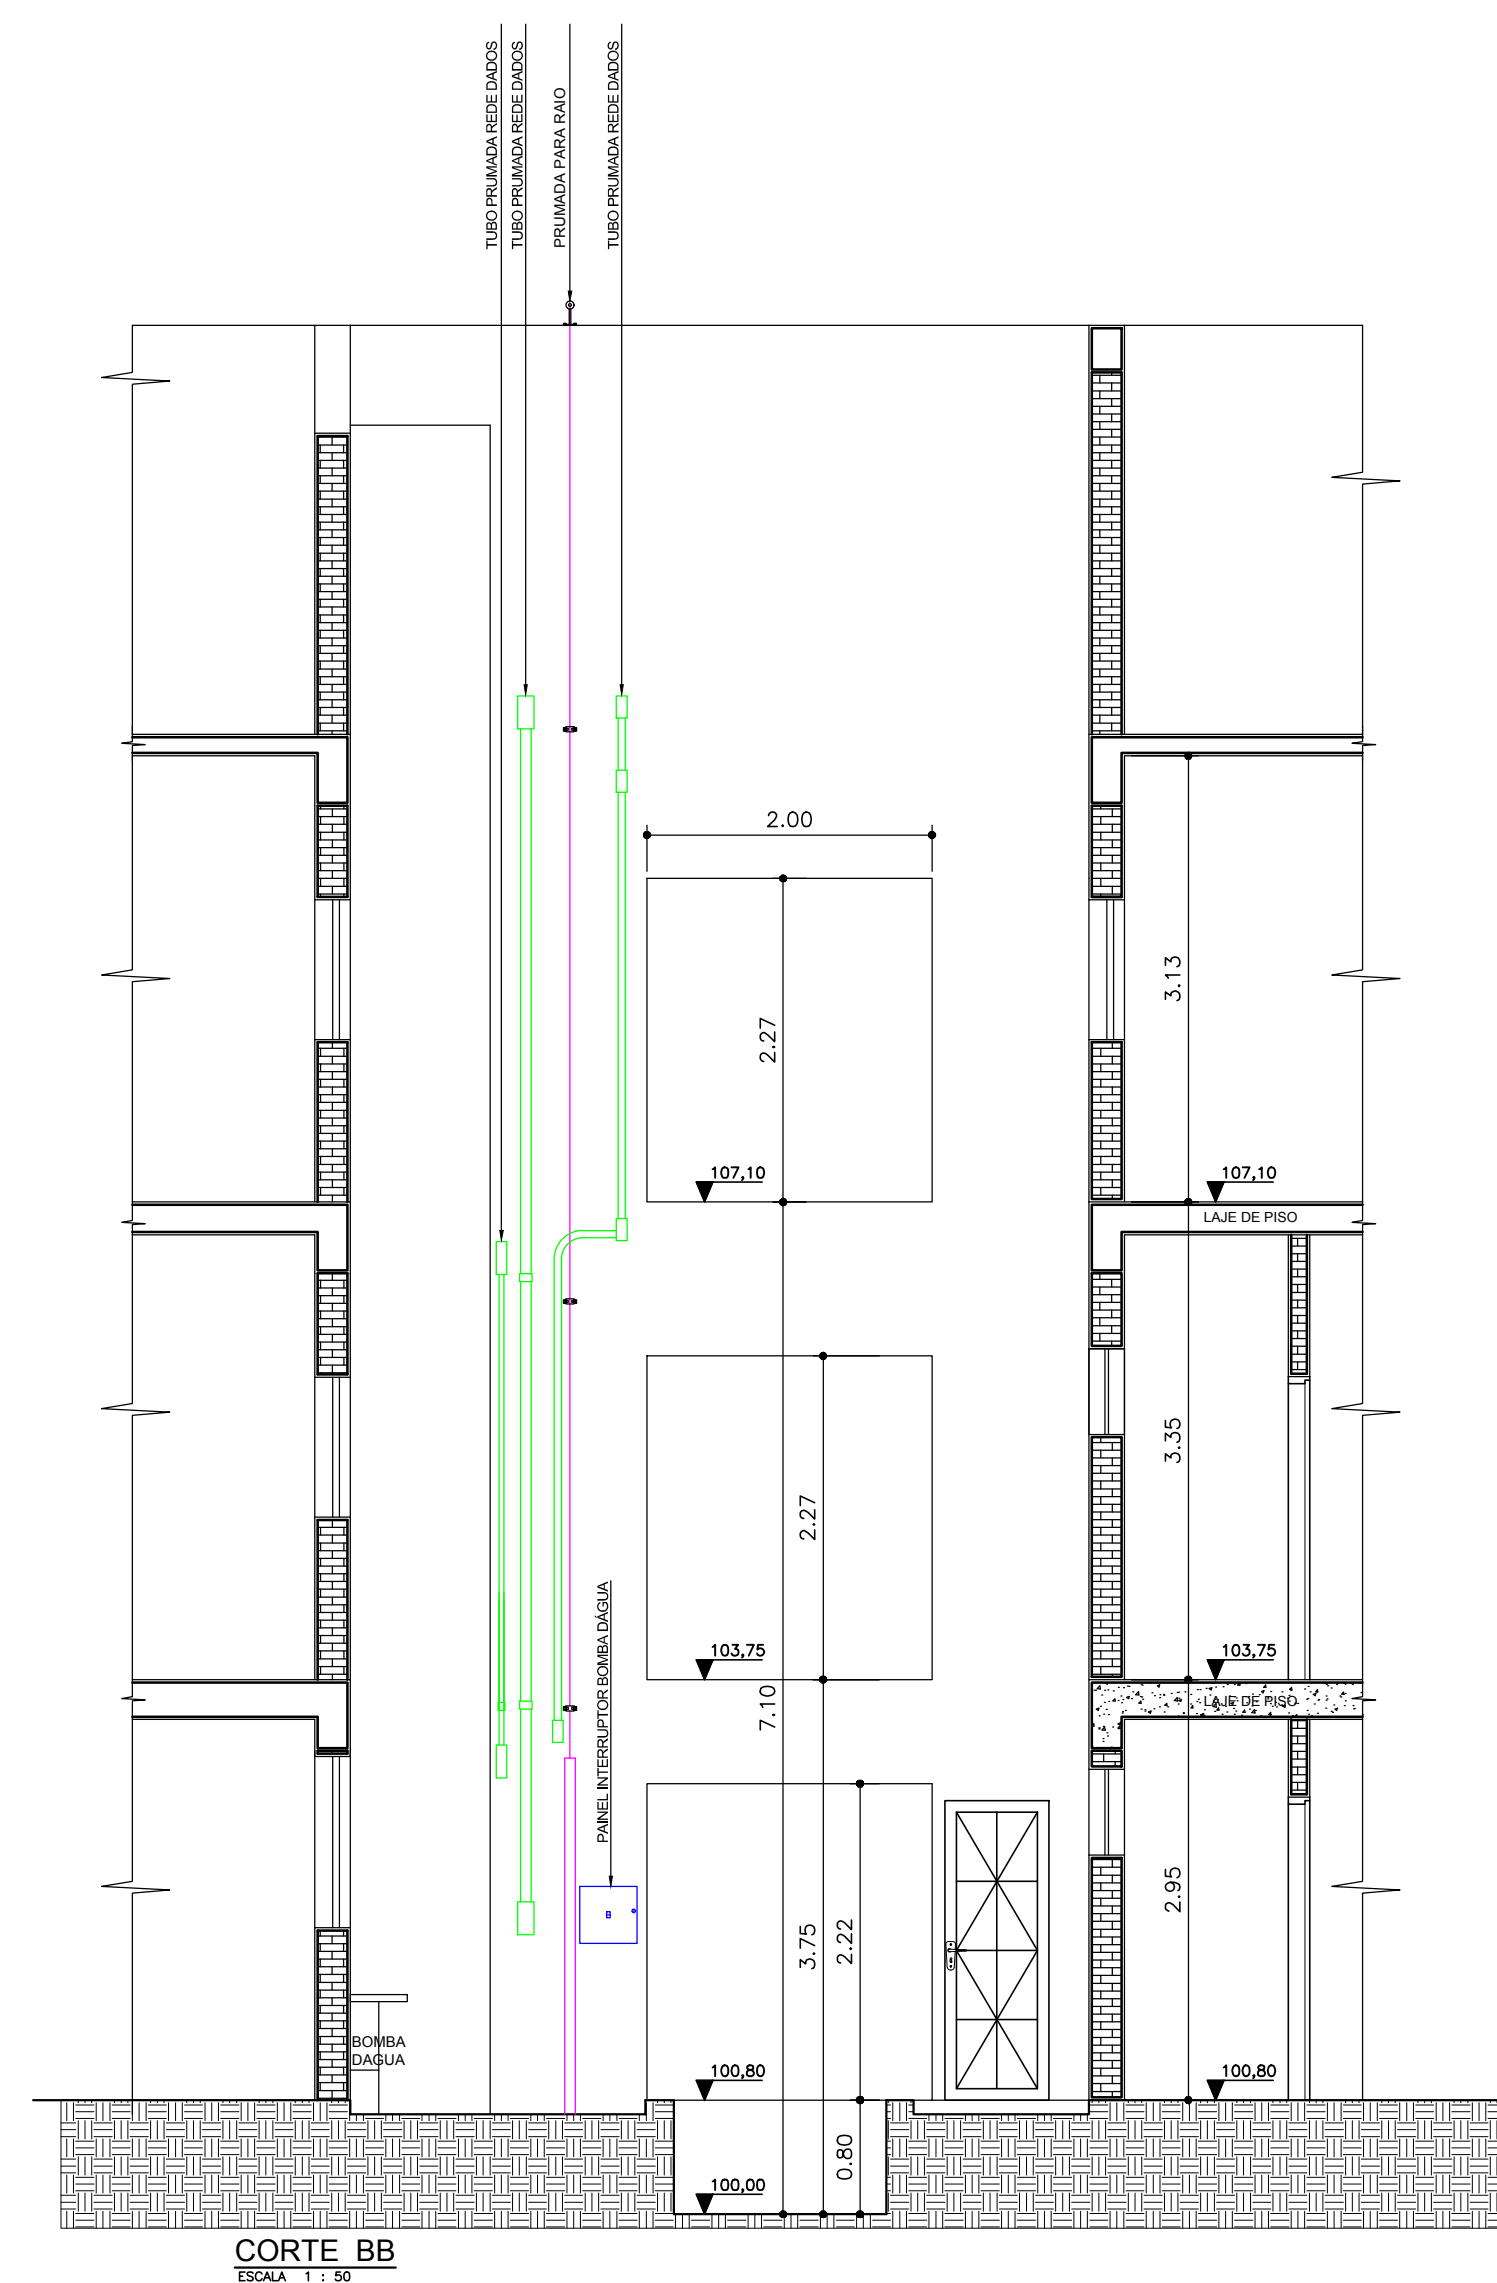 TUBO PRUMADA REDE DADOS
TUBO PRUMADA REDE DADOS
PRUMADA PARA RAIO
TUBO PRUMADA REDE DADOS
2.00
3.13
2.27
107,10
107,10
LAJE DE PISO
3.35
2.27
PAINEL INTERRUPTOR BOMBA DÁGUA
103,75
103,75
7.10
LAJE DE PISO
2.95
3.75
2.22
BOMBA
DAGUA
100,80
100,80
0.80
100,00
CORTE BB
ESCALA 1 : 50